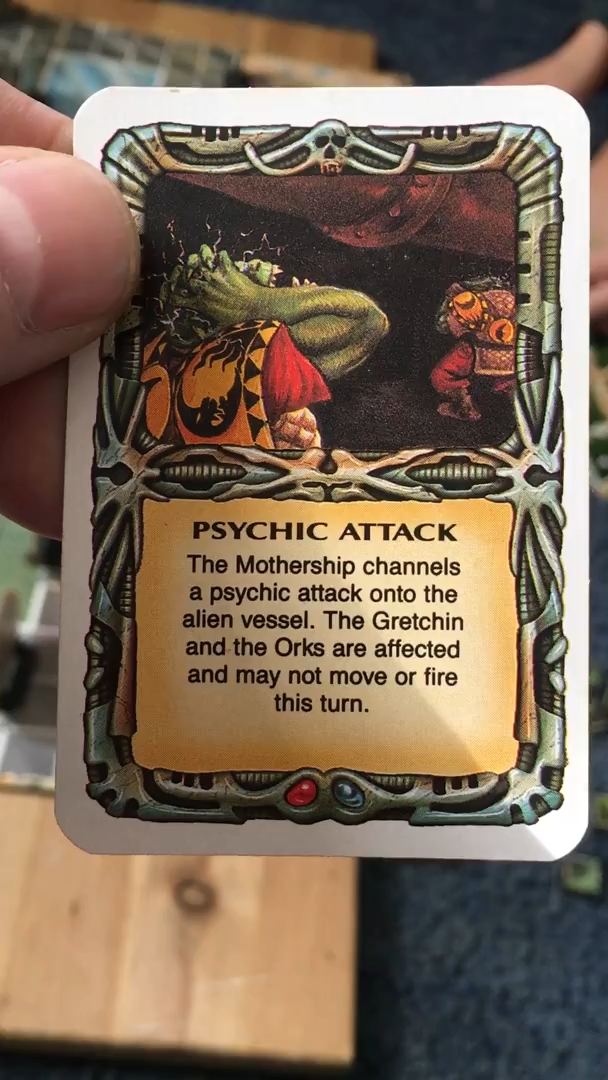 PSYCHIC ATTACK
The Mothership channels
a psychic attack onto the
alien vessel. The Gretchin
and the Orks are affected
and may not move or fire
this turn.